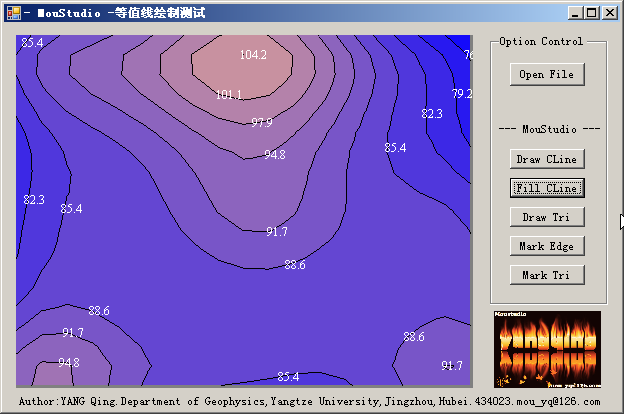 - MouStudio -等值线绘制测试
85.4
104.2
76
101.1
79.2
82.3
97.9
94.8
85.4
82.3
85.4
91.7
88.6
88.6
91.7
88.6
94.8
91.7
85.4
Option Control
Open File
--- MouStudio ---
Draw CLine
Fill CLine
Draw Tri
Mark Edge
Mark Tri
Moustudio
YANG QING
Author:YANG Qing.Department of Geophysics,Yangtze University,Jingzhou,Hubei.434023.mou_yq@126.com